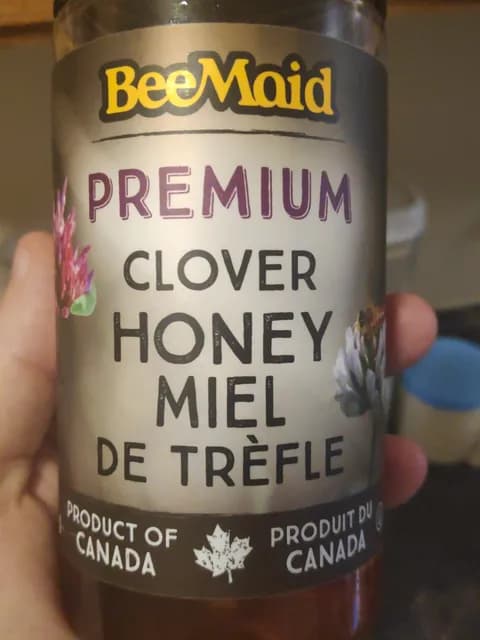 BeeMaid
PREMIUM
CLOVER
HONEY
MIEL
DE TRÈFLE
PRODUCT OF
CANADA
PRODUIT DU
CANADA